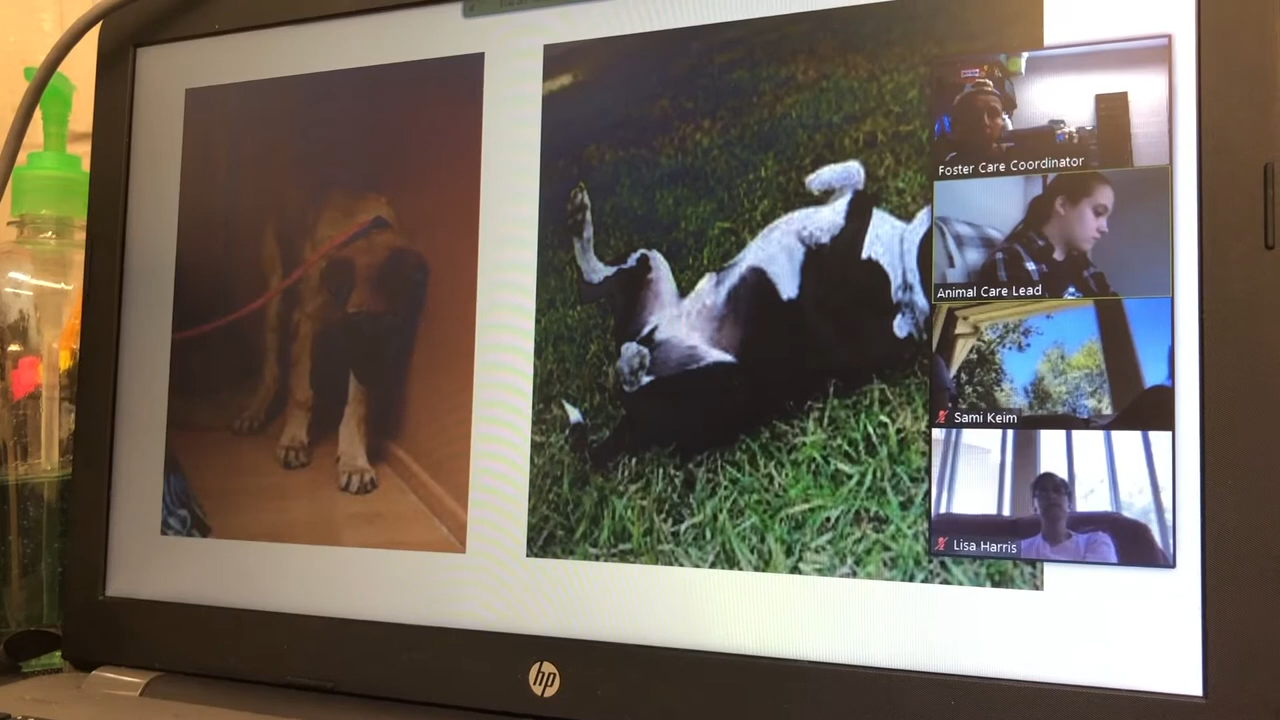 Foster Care Coordinator
Animal Care Lead
Sami Keim
Lisa Harris
hp